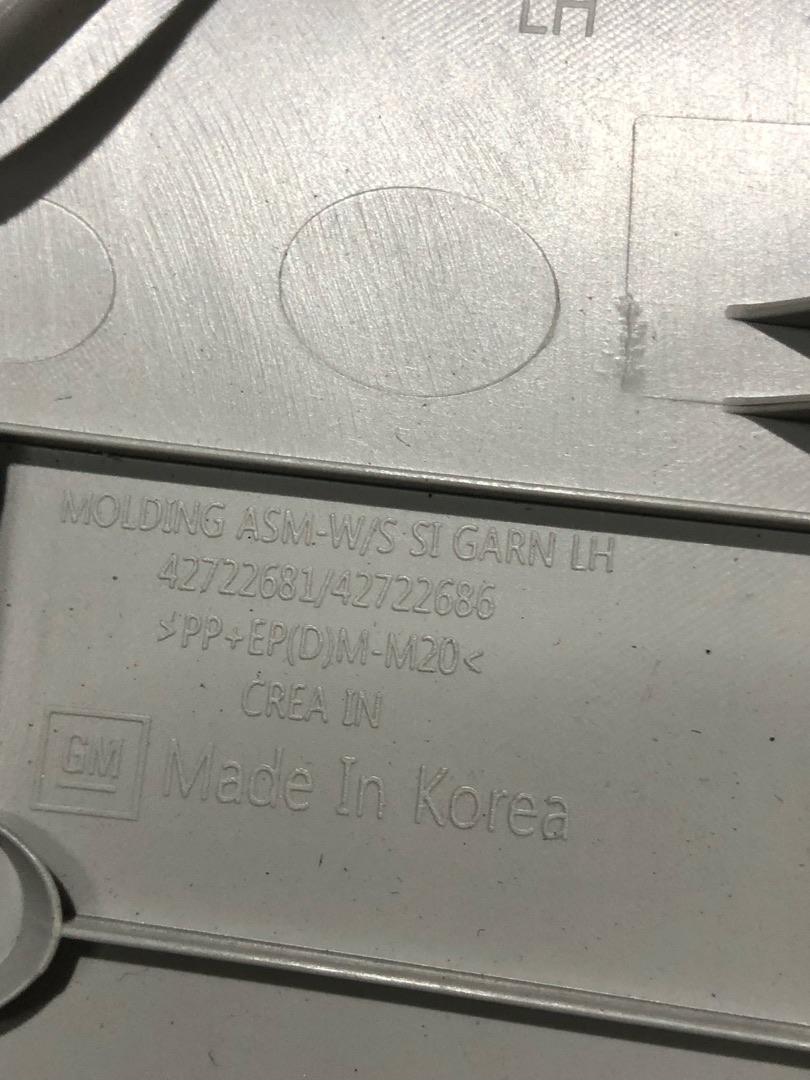 LH
MOLDING ASM-W/S SI GARN LH
42722681/42722686
>PP+EP(D)M-M20<
CREA IN
GM Made In Korea